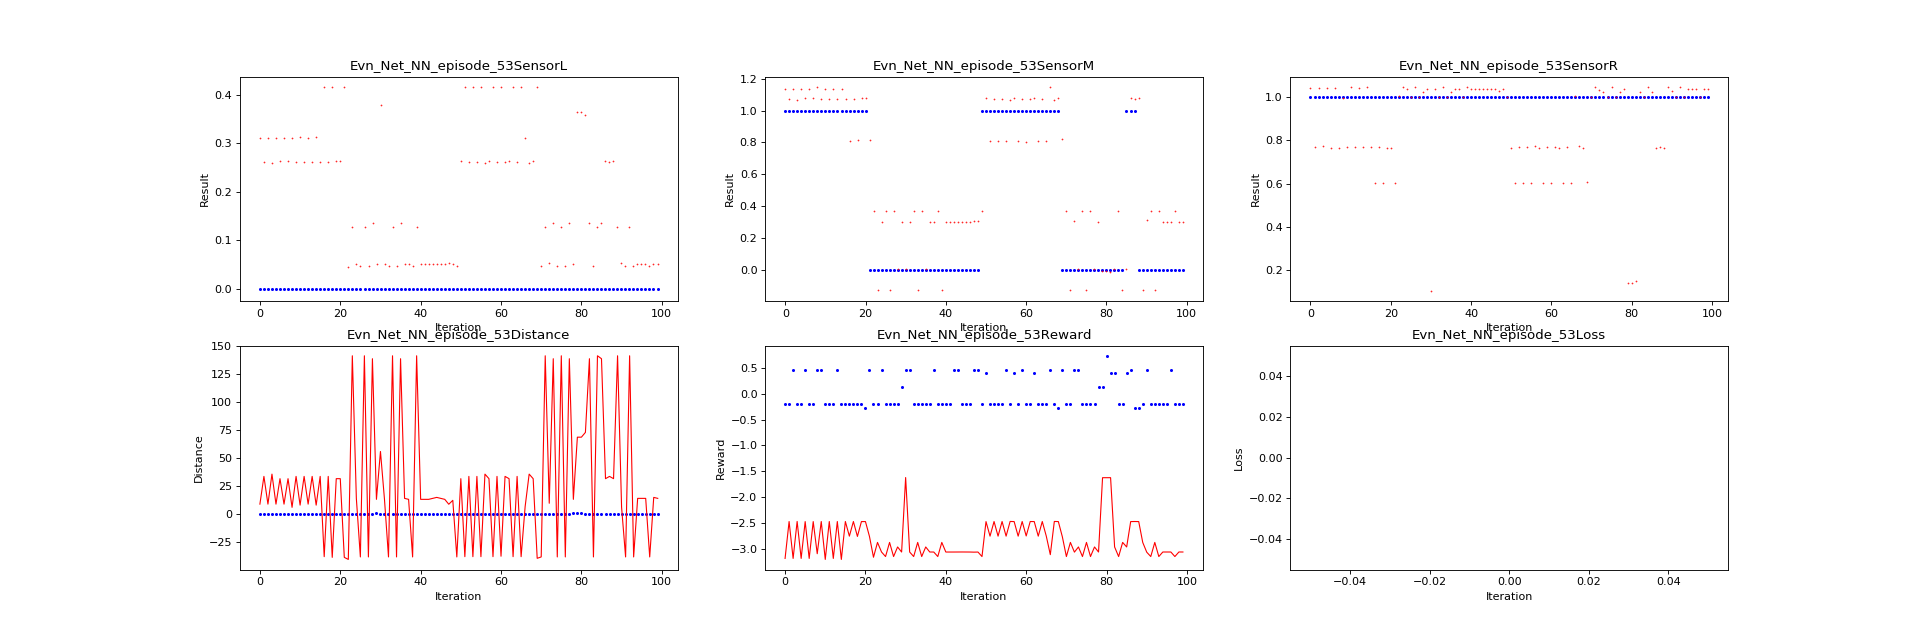 Evn_Net_NN_episode_53SensorL
Evn_Net_NN_episode_53SensorM
Evn_Net_NN_episode_53SensorR
Result
0.4
0.3
0.2
0.1
0.0
0 20 40 60 80 100
Iteration
Result
1.2
1.0
0.8
0.6
0.4
0.2
0.0
0 20 40 60 80 100
Iteration
Result
1.0
0.8
0.6
0.4
0.2
0 20 40 60 80 100
Iteration
Evn_Net_NN_episode_53Distance
Evn_Net_NN_episode_53Reward
Evn_Net_NN_episode_53Loss
Distance
150
125
100
75
50
25
0
−25
0 20 40 60 80 100
Iteration
Reward
0.5
0.0
−0.5
−1.0
−1.5
−2.0
−2.5
−3.0
0 20 40 60 80 100
Iteration
Loss
0.04
0.02
0.00
−0.02
−0.04
−0.04 −0.02 0.00 0.02 0.04
Iteration